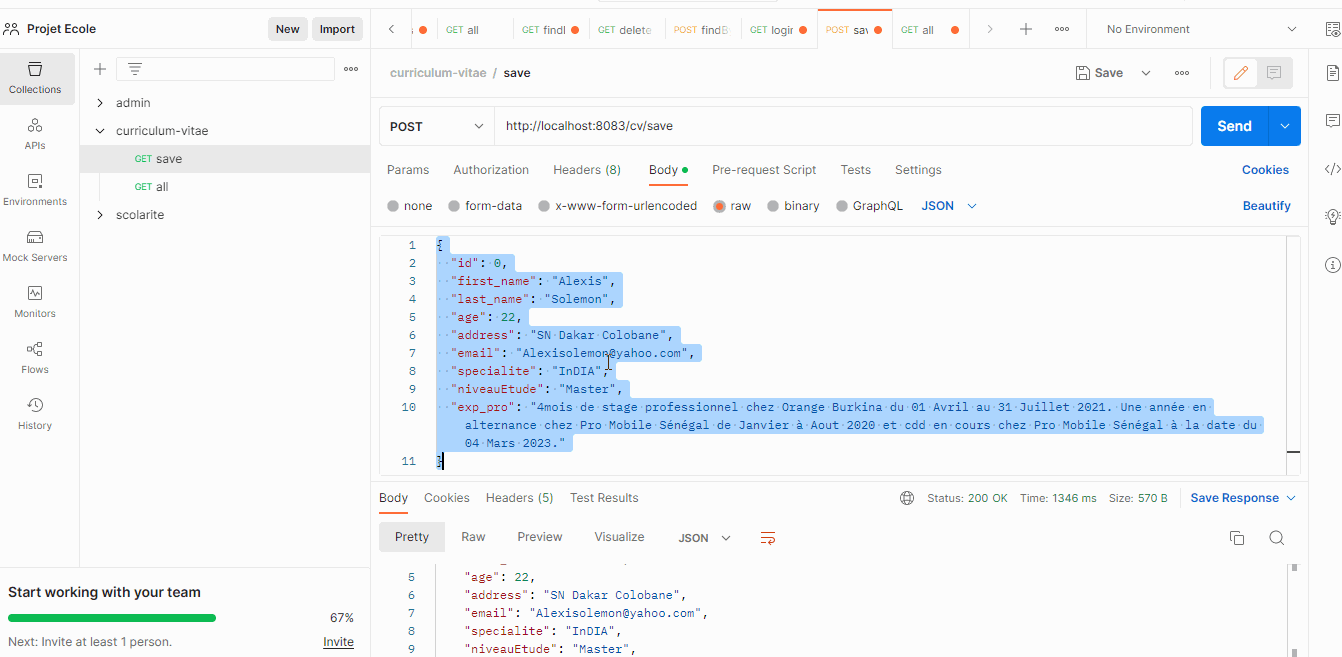 Projet Ecole New Import
s GET all GET findI GET delete POST findB GET login POST sav GET all No Environment
Collections
APIs
Environments
Mock Servers
Monitors
Flows
History
admin
curriculum-vitae
GET save
GET all
scolarite
Start working with your team
67%
Next: Invite at least 1 person. Invite
curriculum-vitae / save Save
POST http://localhost:8083/cv/save Send
Params Authorization Headers (8) Body Pre-request Script Tests Settings Cookies
none form-data x-www-form-urlencoded raw binary GraphQL JSON Beautify
1 {
2 "id": 0,
3 "first_name": "Alexis",
4 "last_name": "Solemon",
5 "age": 22,
6 "address": "SN Dakar Colobane",
7 "email": "Alexisolemon@yahoo.com",
8 "specialite": "InDIA",
9 "niveauEtude": "Master",
10 "exp_pro": "4mois de stage professionnel chez Orange Burkina du 01 Avril au 31 Juillet 2021. Une année en
alternance chez Pro Mobile Sénégal de Janvier à Aout 2020 et cdd en cours chez Pro Mobile Sénégal à la date du
04 Mars 2023."
11 }
Body Cookies Headers (5) Test Results Status: 200 OK Time: 1346 ms Size: 570 B Save Response
Pretty Raw Preview Visualize JSON
5 "age": 22,
6 "address": "SN Dakar Colobane",
7 "email": "Alexisolemon@yahoo.com",
8 "specialite": "InDIA",
9 "niveauEtude": "Master",